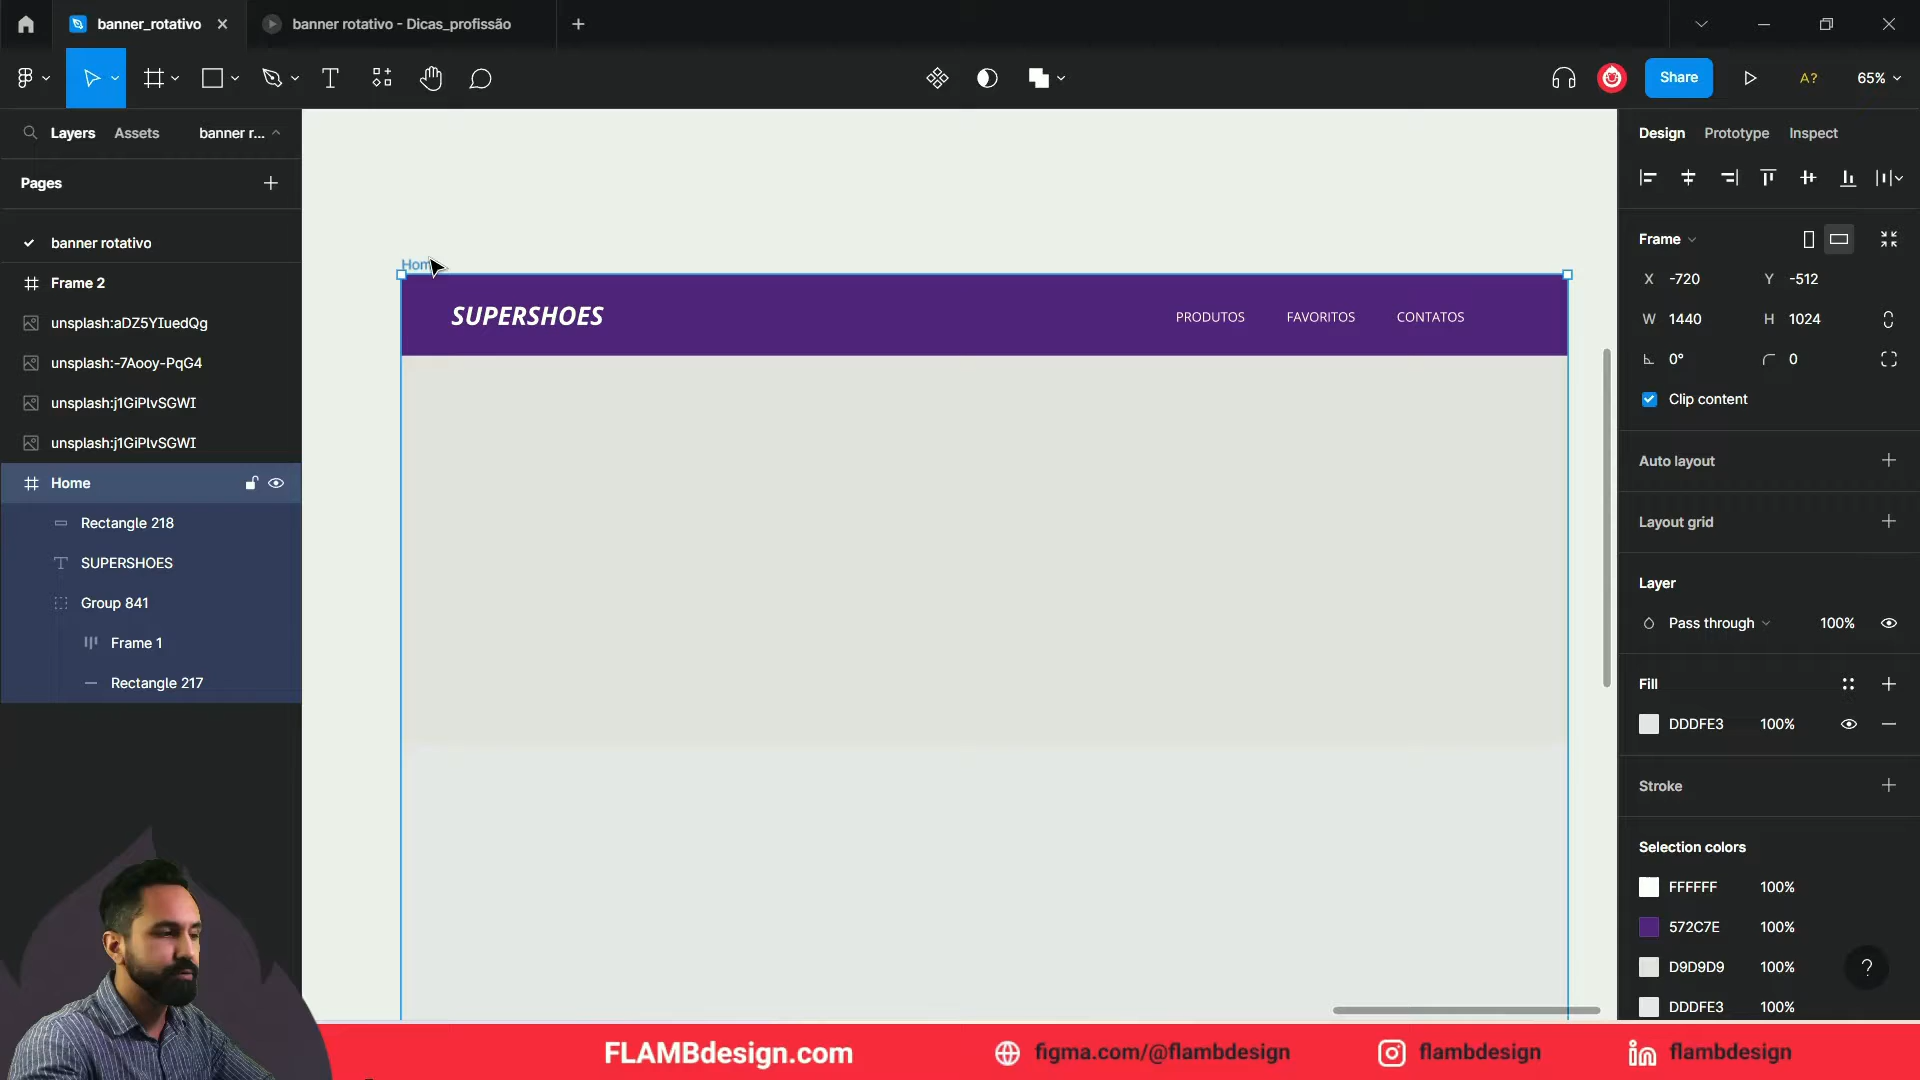 banner_rotativo
banner rotativo - Dicas_profissão
Share
A?
65%
Layers
Assets
banner r...
Pages
banner rotativo
Frame 2
unsplash:aDZ5YIuedQg
unsplash:-7Aooy-PqG4
unsplash:j1GiPlvSGWI
unsplash:j1GiPlvSGWI
Home
Rectangle 218
SUPERSHOES
Group 841
Frame 1
Rectangle 217
SUPERSHOES
PRODUTOS
FAVORITOS
CONTATOS
Design
Prototype
Inspect
Frame
X -720
Y -512
W 1440
H 1024
0°
0
Clip content
Auto layout
Layout grid
Layer
Pass through
100%
Fill
DDDFE3
100%
Stroke
Selection colors
FFFFFF
100%
572C7E
100%
D9D9D9
100%
DDDFE3
100%
?
FLAMBdesign.com
figma.com/@flambdesign
flambdesign
flambdesign